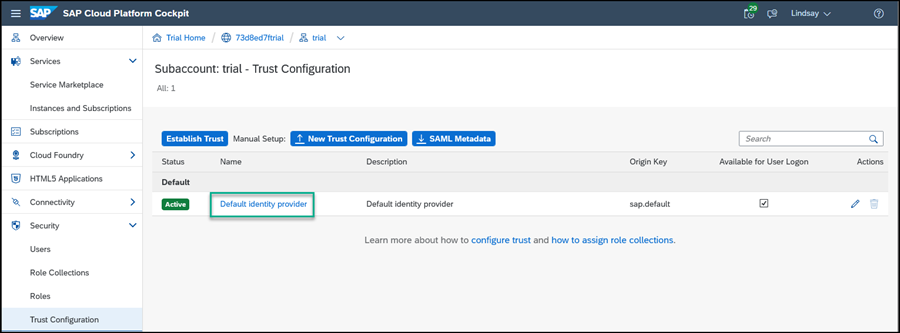 SAP SAP Cloud Platform Cockpit 29 Lindsay
Overview
Services
Service Marketplace
Instances and Subscriptions
Subscriptions
Cloud Foundry
HTML5 Applications
Connectivity
Security
Users
Role Collections
Roles
Trust Configuration
Trial Home / 73d8ed7ftrial / trial
Subaccount: trial - Trust Configuration
All: 1
Establish Trust Manual Setup: New Trust Configuration SAML Metadata Search
Status Name Description Origin Key Available for User Logon Actions
Default
Active Default identity provider Default identity provider sap.default
Learn more about how to configure trust and how to assign role collections.